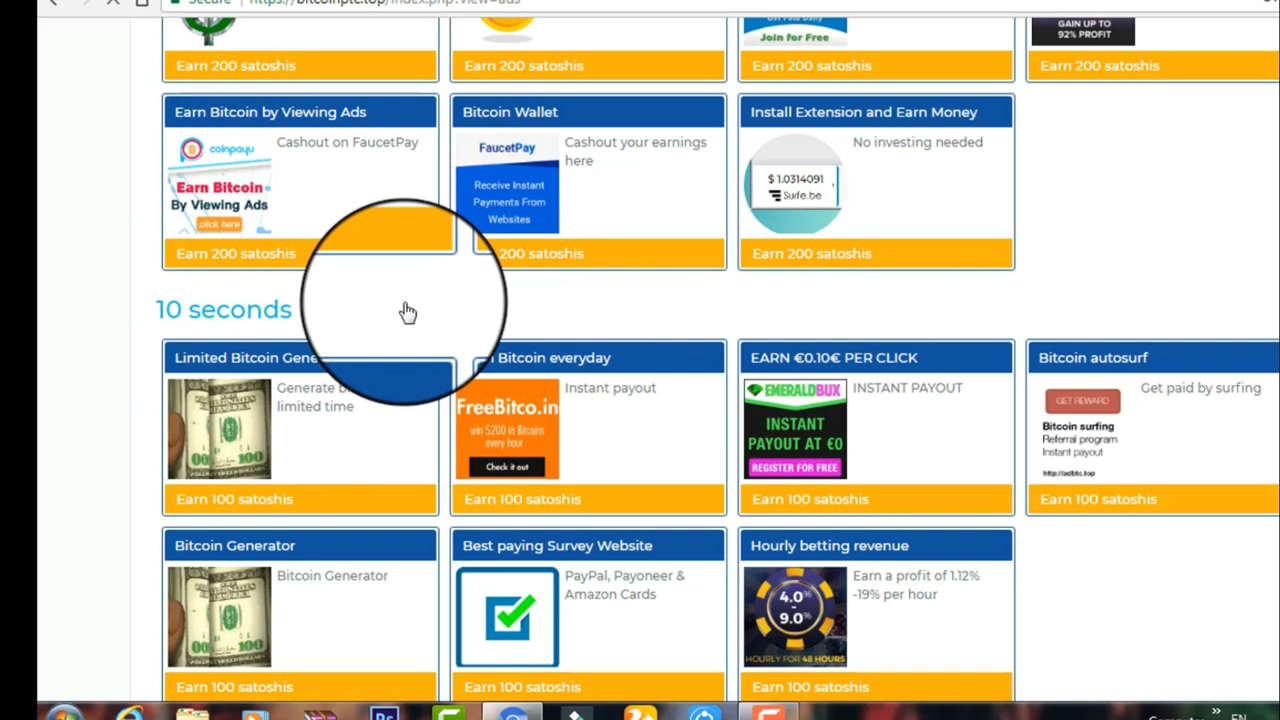 Secure https://bitcoinptc.top/index.php?view=ads
Join for Free
GAIN UP TO
92% PROFIT
Earn 200 satoshis
Earn 200 satoshis
Earn 200 satoshis
Earn 200 satoshis
Earn Bitcoin by Viewing Ads
coinpayu
Earn Bitcoin
By Viewing Ads
click here
Cashout on FaucetPay
Earn 200 satoshis
Bitcoin Wallet
FaucetPay
Receive Instant
Payments From
Websites
Cashout your earnings
here
200 satoshis
Install Extension and Earn Money
$ 1.0314091
Surfe.be
No investing needed
Earn 200 satoshis
10 seconds
Limited Bitcoin Gene
Generate b
limited time
Earn 100 satoshis
Bitcoin everyday
FreeBitco.in
win $200 in Bitcoins
every hour
Check it out
Instant payout
Earn 100 satoshis
EARN €0.10€ PER CLICK
EMERALDBUX
INSTANT
PAYOUT AT €0
REGISTER FOR FREE
INSTANT PAYOUT
Earn 100 satoshis
Bitcoin autosurf
GET REWARD
Bitcoin surfing
Referral program
Instant payout
http://adbtc.top
Get paid by surfing
Earn 100 satoshis
Bitcoin Generator
100
Bitcoin Generator
Earn 100 satoshis
Best paying Survey Website
PayPal, Payoneer &
Amazon Cards
Earn 100 satoshis
Hourly betting revenue
4.0%
-
9.0%
HOURLY FOR 48 HOURS
Earn a profit of 1.12%
-19% per hour
Earn 100 satoshis
Ps
EN